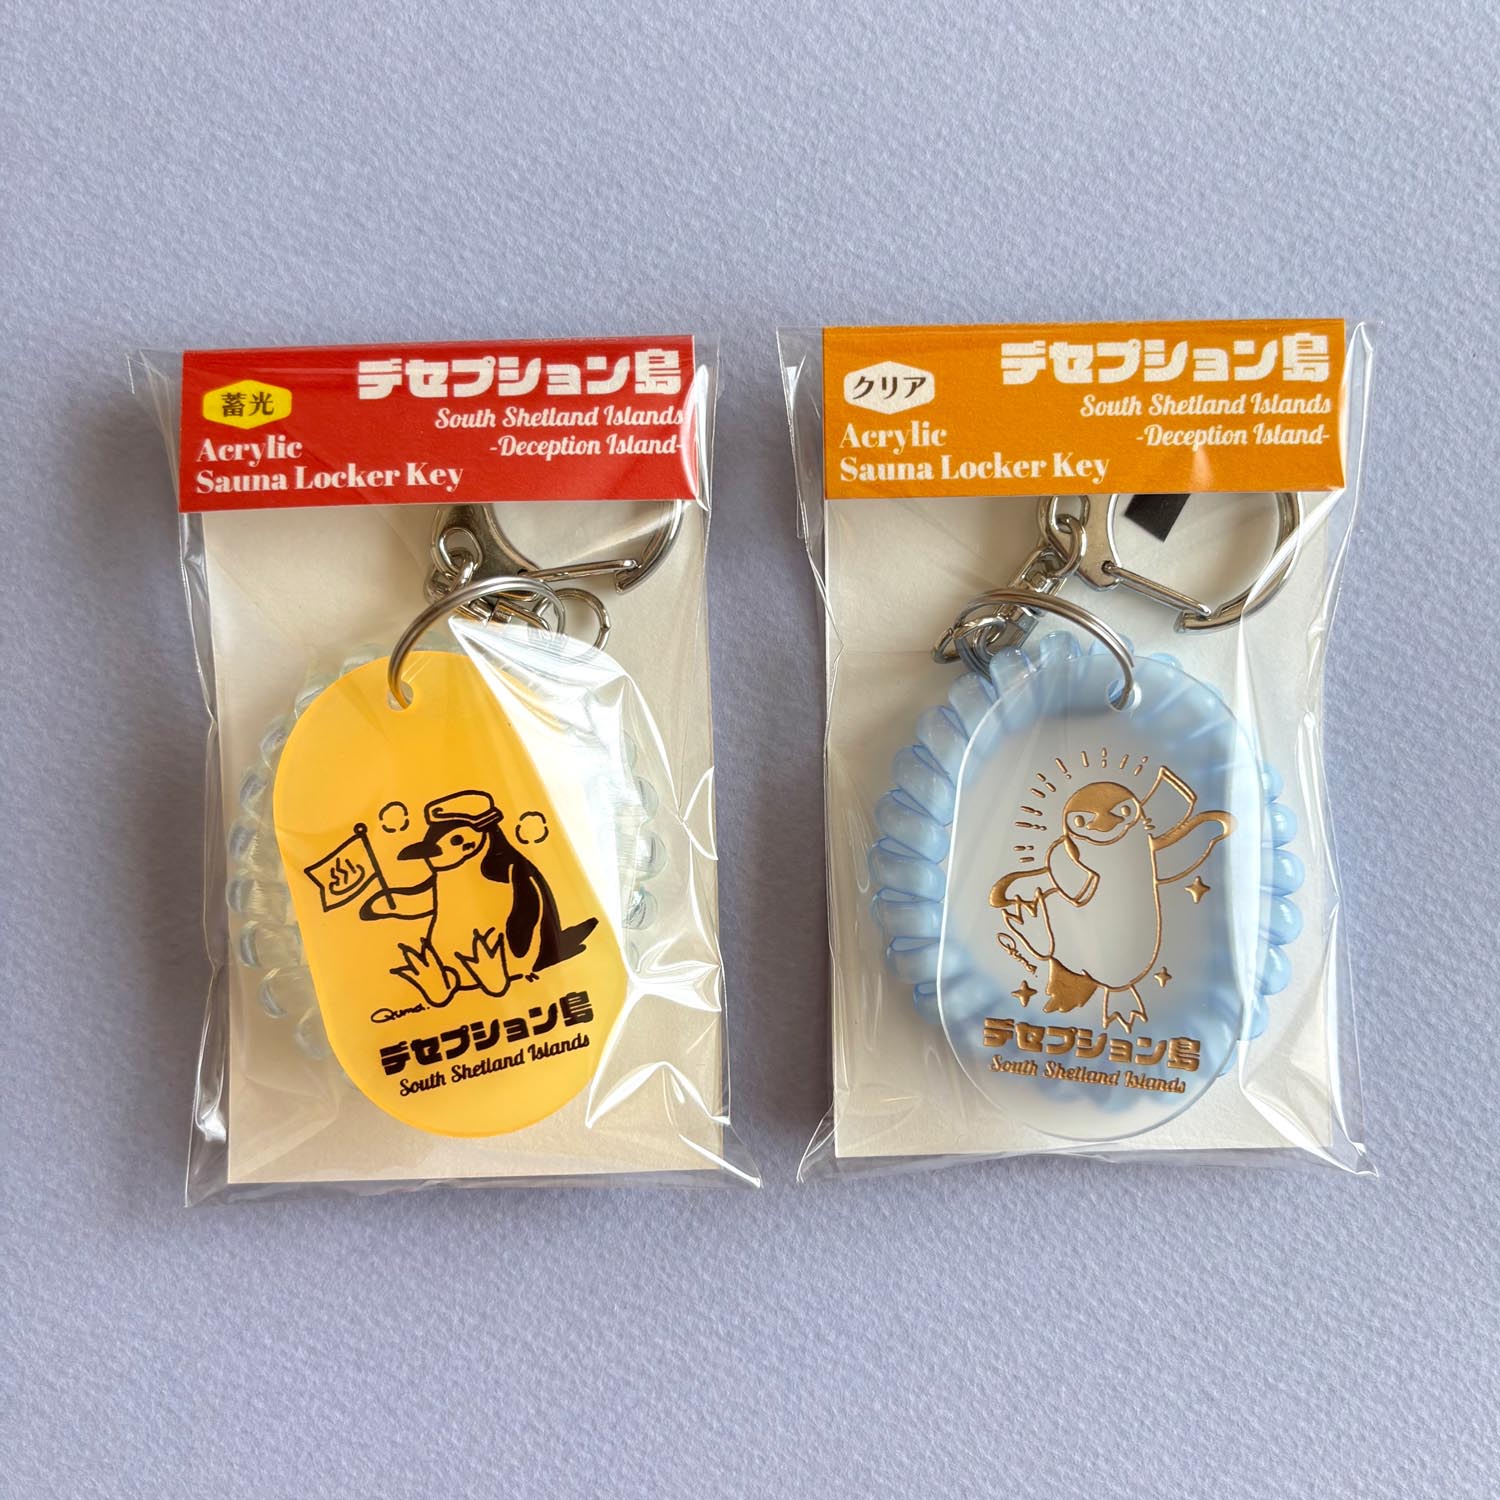 デセプション島
South Shetland Islands
-Deception Island-
蓄光
Acrylic
Sauna Locker Key
Quma.
デセプション島
South Shetland Islands
デセプション島
South Shetland Islands
-Deception Island-
クリア
Acrylic
Sauna Locker Key
Quma.
デセプション島
South Shetland Islands